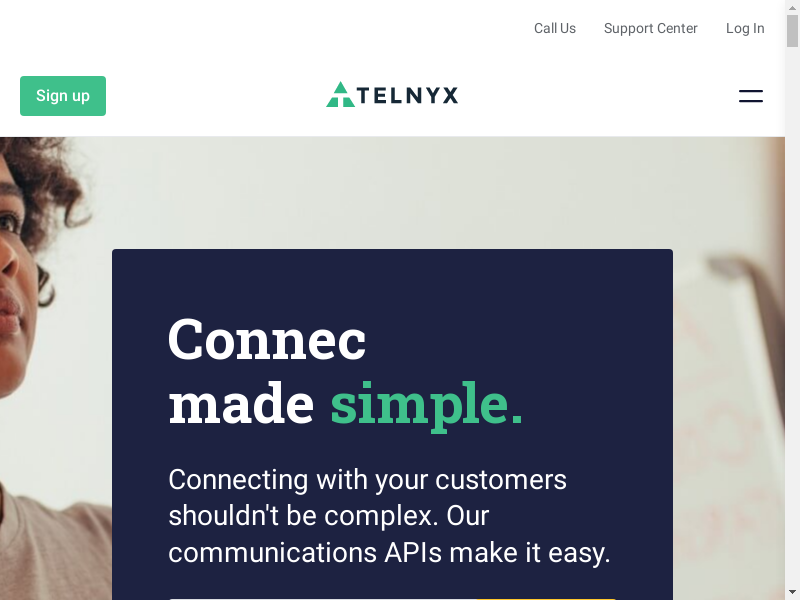 Call Us Support Center Log In
Sign up
TELNYX
Connec
made simple.
Connecting with your customers
shouldn't be complex. Our
communications APIs make it easy.